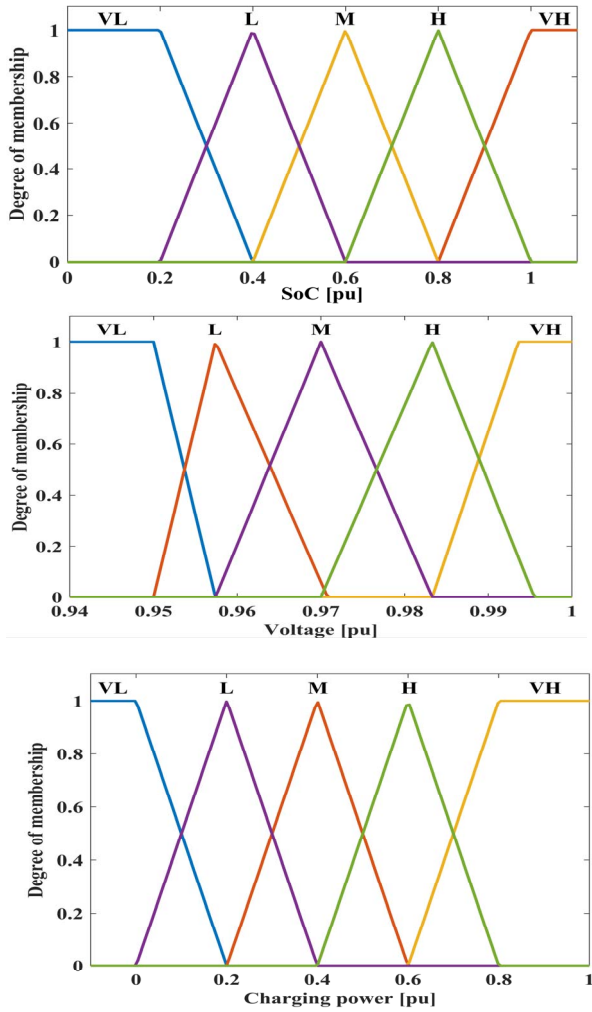 VL L M H VH
1
0.8
0.6
0.4
0.2
0
Degree of membership
0 0.2 0.4 0.6 0.8 1
SoC [pu]
VL L M H VH
1
0.8
0.6
0.4
0.2
0
Degree of membership
0.94 0.95 0.96 0.97 0.98 0.99 1
Voltage [pu]
VL L M H VH
1
0.8
0.6
0.4
0.2
0
Degree of membership
0 0.2 0.4 0.6 0.8 1
Charging power [pu]